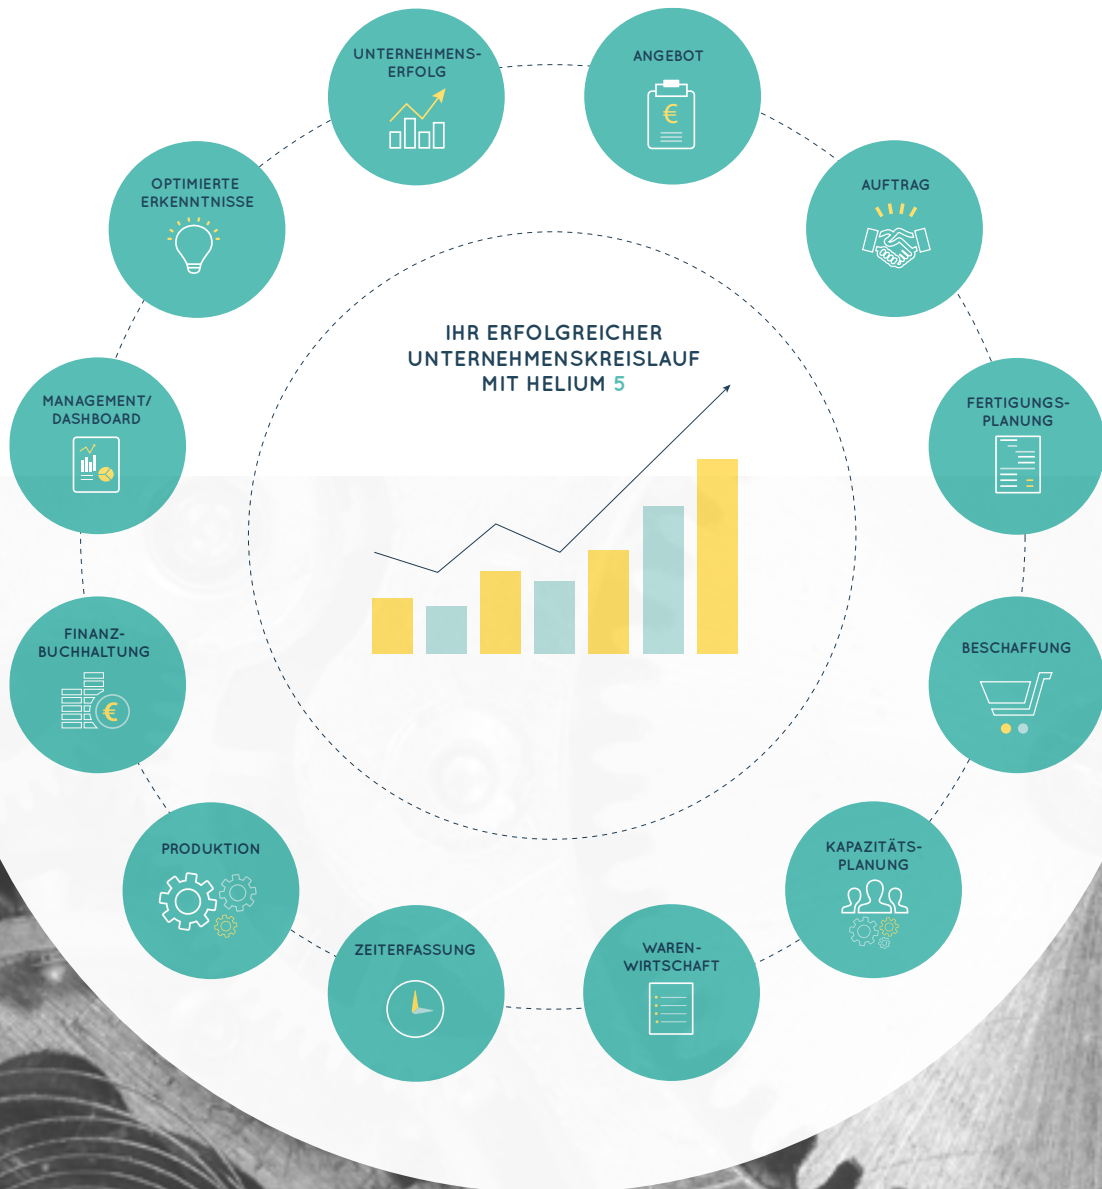 UNTERNEHMENS-
ERFOLG
ANGEBOT
€
AUFTRAG
FERTIGUNGS-
PLANUNG
BESCHAFFUNG
KAPAZITÄTS-
PLANUNG
WAREN-
WIRTSCHAFT
ZEITERFASSUNG
PRODUKTION
FINANZ-
BUCHHALTUNG
€
MANAGEMENT/
DASHBOARD
OPTIMIERTE
ERKENNTNISSE
IHR ERFOLGREICHER
UNTERNEHMENSKREISLAUF
MIT HELIUM 5